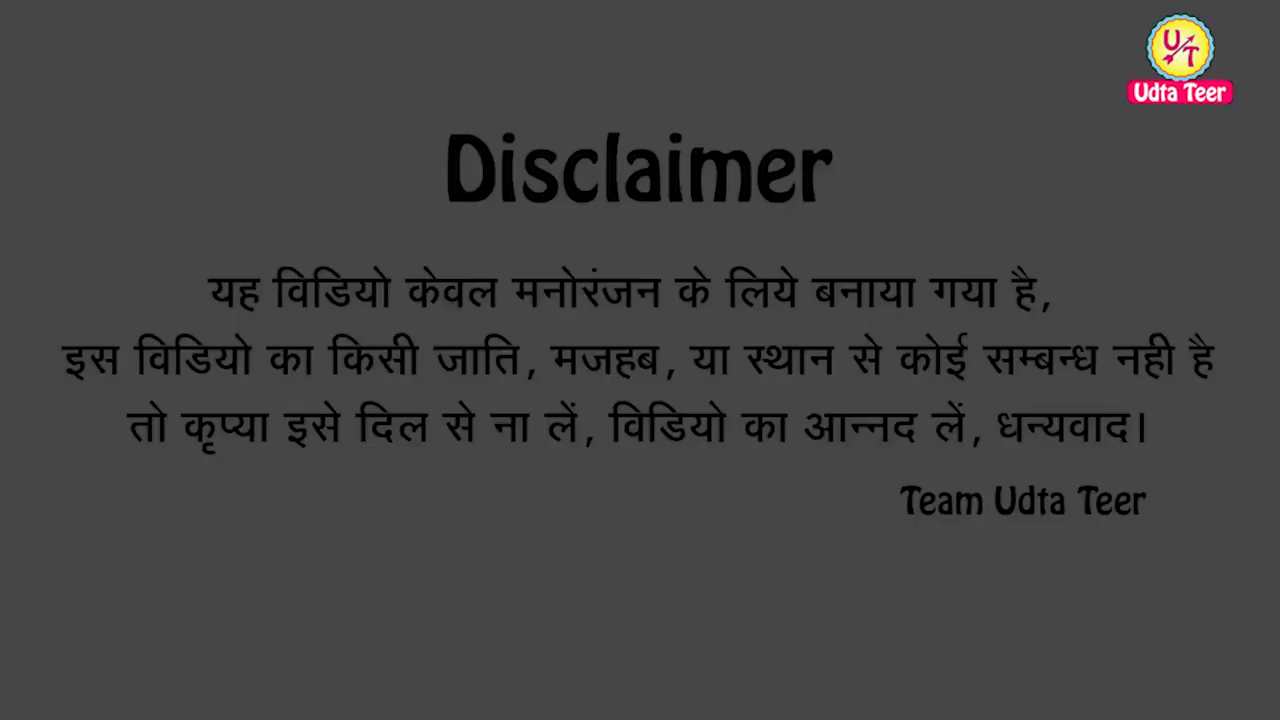 UT
Udta Teer
Disclaimer
यह विडियो केवल मनोरंजन के लिये बनाया गया है,
इस विडियो का किसी जाति, मजहब, या स्थान से कोई सम्बन्ध नही है
तो कृप्या इसे दिल से ना लें, विडियो का आन्नद लें, धन्यवाद।
Team Udta Teer